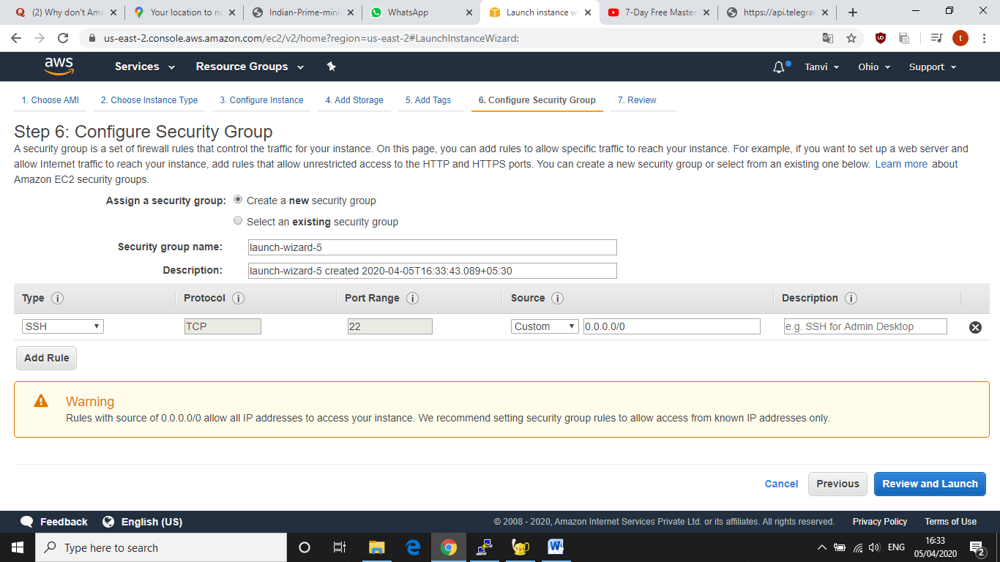 (2) Why don't Ama
Your location to no
Indian-Prime-minis
WhatsApp
Launch instance w
7-Day Free Master
https://api.telegrar
us-east-2.console.aws.amazon.com/ec2/v2/home?region=us-east-2#LaunchInstanceWizard:
t
aws
Services
Resource Groups
Tanvi
Ohio
Support
1. Choose AMI
2. Choose Instance Type
3. Configure Instance
4. Add Storage
5. Add Tags
6. Configure Security Group
7. Review
Step 6: Configure Security Group
A security group is a set of firewall rules that control the traffic for your instance. On this page, you can add rules to allow specific traffic to reach your instance. For example, if you want to set up a web server and
allow Internet traffic to reach your instance, add rules that allow unrestricted access to the HTTP and HTTPS ports. You can create a new security group or select from an existing one below. Learn more about
Amazon EC2 security groups.
Assign a security group: Create a new security group
Select an existing security group
Security group name: launch-wizard-5
Description: launch-wizard-5 created 2020-04-05T16:33:43.089+05:30
Type Protocol Port Range Source Description
SSH TCP 22 Custom 0.0.0.0/0 e.g. SSH for Admin Desktop
Add Rule
Warning
Rules with source of 0.0.0.0/0 allow all IP addresses to access your instance. We recommend setting security group rules to allow access from known IP addresses only.
Cancel Previous Review and Launch
Feedback English (US) © 2008 - 2020, Amazon Internet Services Private Ltd. or its affiliates. All rights reserved. Privacy Policy Terms of Use
Type here to search
ENG
16:33
05/04/2020
2